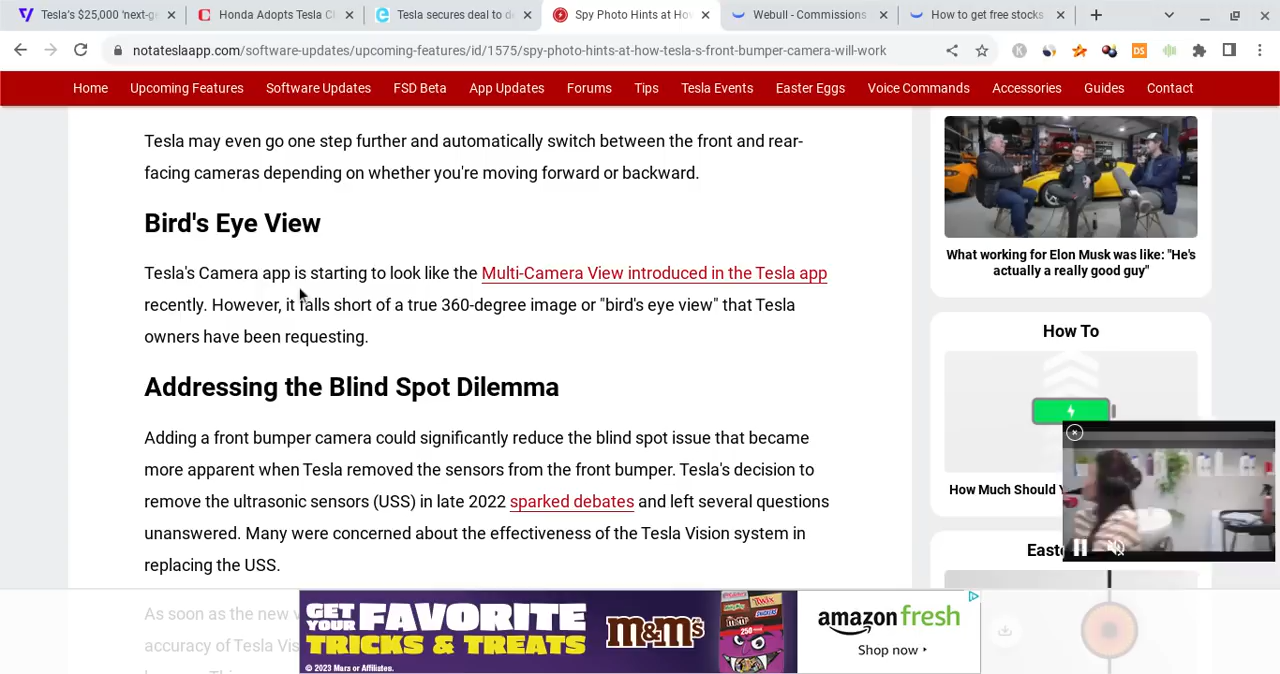 Tesla's $25,000 'next-ge
Honda Adopts Tesla Cl
Tesla secures deal to de
Spy Photo Hints at Ho
Webull - Commissions
How to get free stocks
notateslaapp.com/software-updates/upcoming-features/id/1575/spy-photo-hints-at-how-tesla-s-front-bumper-camera-will-work
Home
Upcoming Features
Software Updates
FSD Beta
App Updates
Forums
Tips
Tesla Events
Easter Eggs
Voice Commands
Accessories
Guides
Contact
Tesla may even go one step further and automatically switch between the front and rear-
facing cameras depending on whether you're moving forward or backward.
Bird's Eye View
Tesla's Camera app is starting to look like the Multi-Camera View introduced in the Tesla app
recently. However, it falls short of a true 360-degree image or "bird's eye view" that Tesla
owners have been requesting.
Addressing the Blind Spot Dilemma
Adding a front bumper camera could significantly reduce the blind spot issue that became
more apparent when Tesla removed the sensors from the front bumper. Tesla's decision to
remove the ultrasonic sensors (USS) in late 2022 sparked debates and left several questions
unanswered. Many were concerned about the effectiveness of the Tesla Vision system in
replacing the USS.
As soon as the new v
accuracy of Tesla Vis
What working for Elon Musk was like: "He's
actually a really good guy"
How To
How Much Should Y
Easte
GET YOUR FAVORITE
TRICKS & TREATS
© 2023 Mars or Affiliates.
m&m's
amazon fresh
Shop now